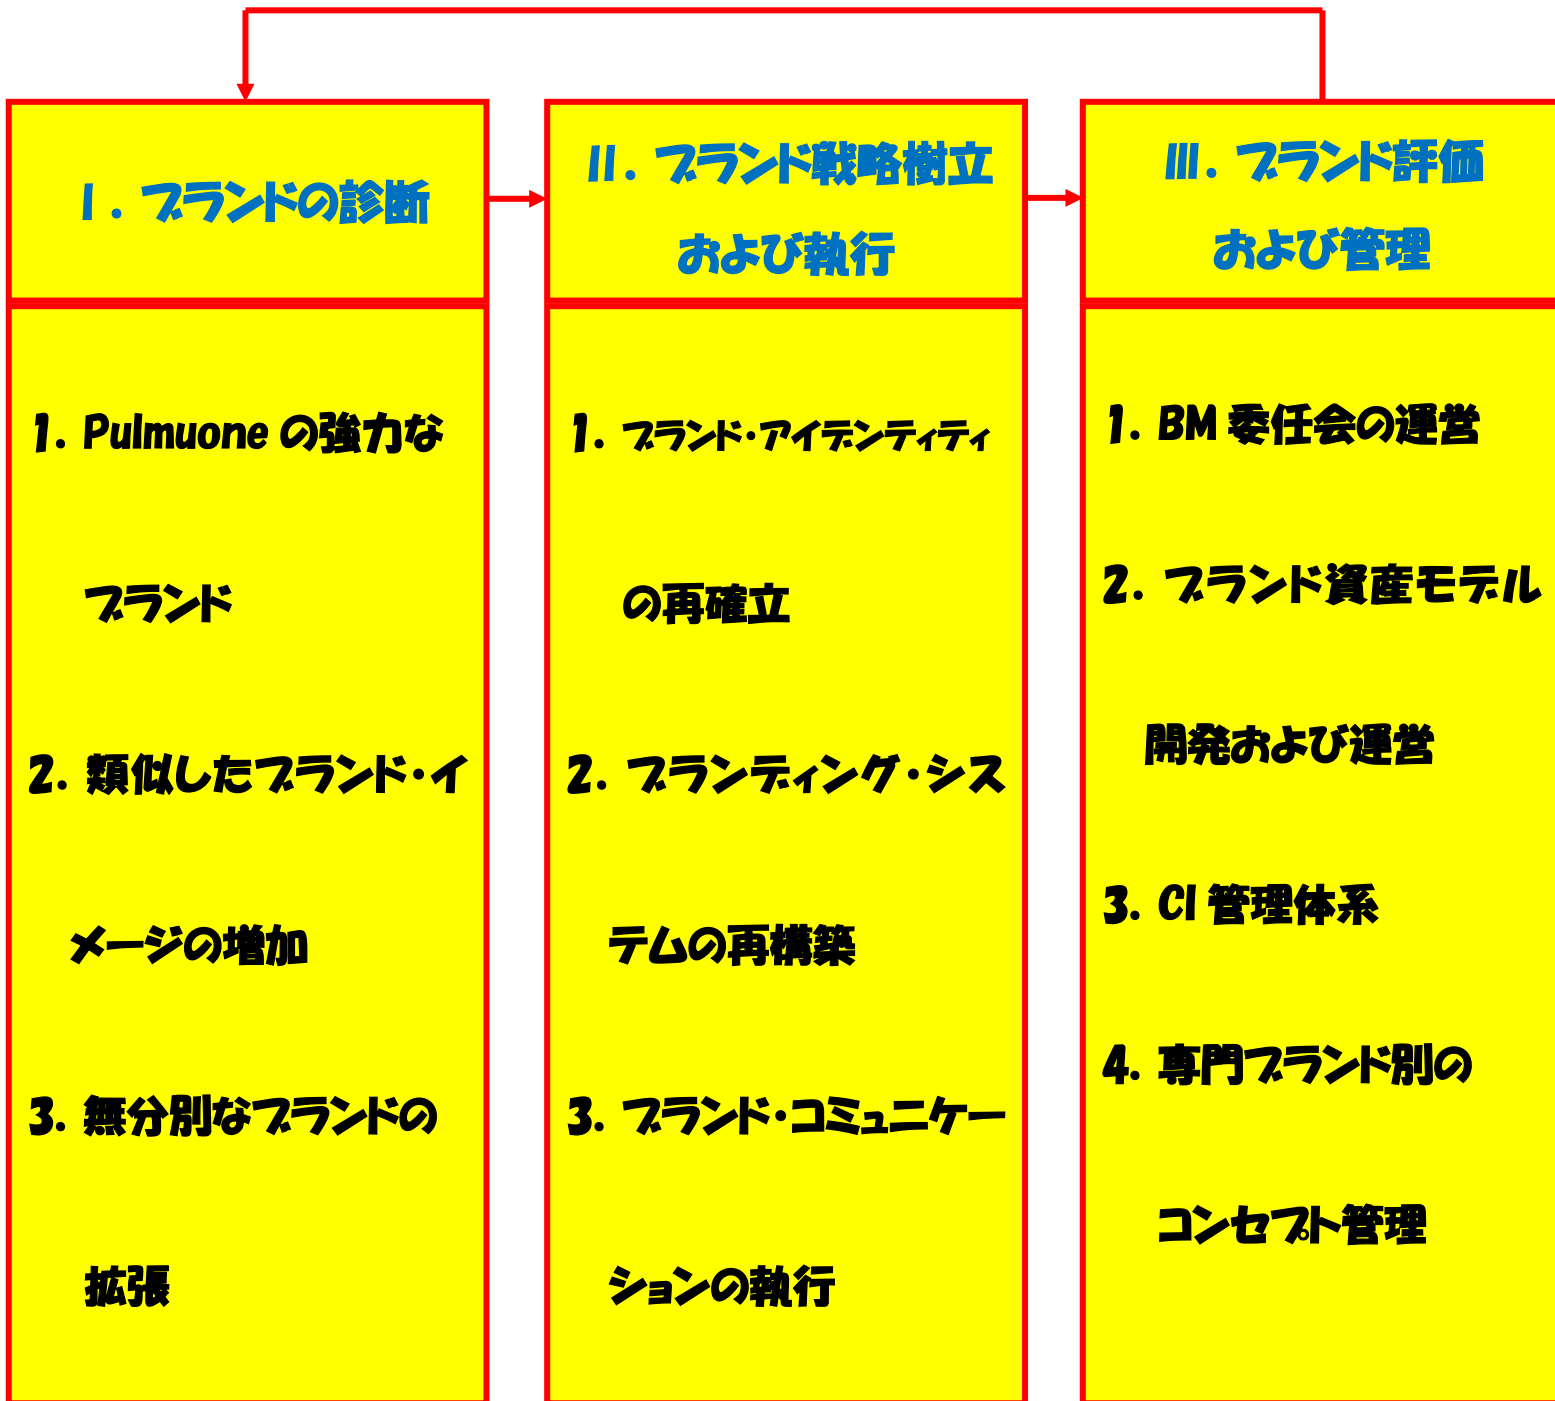 I. ブランドの診断
1. Pulmuone の強力な
ブランド
2. 類似したブランド・イ
メージの増加
3. 無分別なブランドの
拡張
II. ブランド戦略樹立
および執行
1. ブランド・アイデンティティ
の再確立
2. ブランディング・シス
テムの再構築
3. ブランド・コミュニケー
ションの執行
III. ブランド評価
および管理
1. BM 委任会の運営
2. ブランド資産モデル
開発および運営
3. CI 管理体系
4. 専門ブランド別の
コンセプト管理